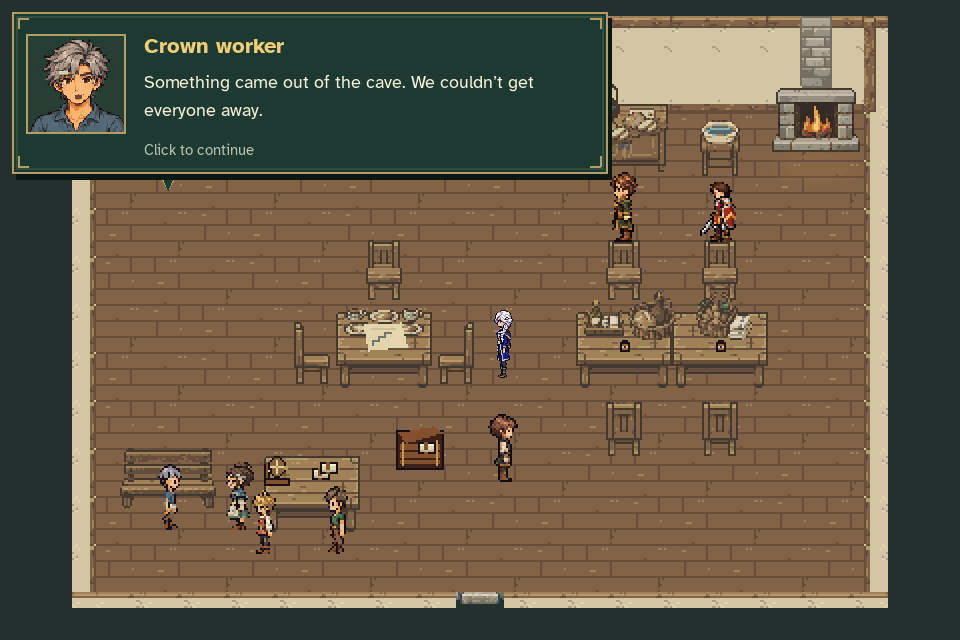 Crown worker
Something came out of the cave. We couldn’t get
everyone away.
Click to continue